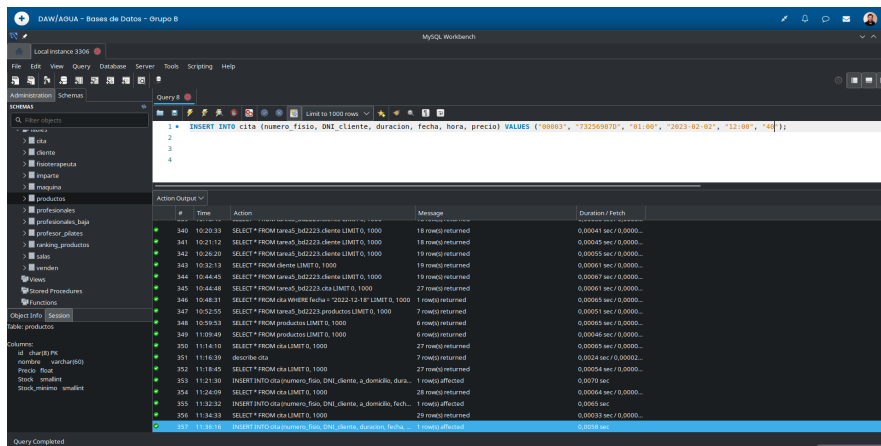 DAW/AGUA - Bases de Datos - Grupo B
MySQL Workbench
Local instance 3306
File Edit View Query Database Server Tools Scripting Help
Administration Schemas
SCHEMAS
Filter objects
Tables
cita
cliente
fisioterapeuta
imparte
maquina
productos
profesionales
profesionales_baja
profesor_pilates
ranking_productos
salas
venden
Views
Stored Procedures
Functions
Object Info Session
Table: productos
Columns:
id char(8) PK
nombre varchar(60)
Precio float
Stock smallint
Stock_minimo smallint
Query 8
Limit to 1000 rows
1 INSERT INTO cita (numero_fisio, DNI_cliente, duracion, fecha, hora, precio) VALUES ("00003", "73256987D", "01:00", "2023-02-02", "12:00", "40");
2
3
4
Action Output
# Time Action Message Duration / Fetch
340 10:20:33 SELECT * FROM tarea5_bd2223.cliente LIMIT 0, 1000 18 row(s) returned 0,00041 sec / 0,0000...
341 10:21:12 SELECT * FROM tarea5_bd2223.cliente LIMIT 0, 1000 18 row(s) returned 0,00045 sec / 0,0000...
342 10:26:20 SELECT * FROM tarea5_bd2223.cliente LIMIT 0, 1000 19 row(s) returned 0,00055 sec / 0,0000...
343 10:32:13 SELECT * FROM cliente LIMIT 0, 1000 19 row(s) returned 0,00061 sec / 0,0000...
344 10:44:45 SELECT * FROM tarea5_bd2223.cliente LIMIT 0, 1000 19 row(s) returned 0,00067 sec / 0,0000...
345 10:44:48 SELECT * FROM tarea5_bd2223.cita LIMIT 0, 1000 27 row(s) returned 0,00061 sec / 0,0000...
346 10:48:31 SELECT * FROM cita WHERE fecha = "2022-12-18" LIMIT 0, 1000 1 row(s) returned 0,00065 sec / 0,0000...
347 10:52:55 SELECT * FROM tarea5_bd2223.productos LIMIT 0, 1000 7 row(s) returned 0,00051 sec / 0,0000...
348 10:59:53 SELECT * FROM productos LIMIT 0, 1000 6 row(s) returned 0,00065 sec / 0,0000...
349 11:09:49 SELECT * FROM productos LIMIT 0, 1000 6 row(s) returned 0,00046 sec / 0,0000...
350 11:14:10 SELECT * FROM cita LIMIT 0, 1000 27 row(s) returned 0,00065 sec / 0,0000...
351 11:16:39 describe cita 7 row(s) returned 0,0024 sec / 0,00002...
352 11:18:45 SELECT * FROM cita LIMIT 0, 1000 27 row(s) returned 0,00054 sec / 0,0000...
353 11:21:30 INSERT INTO cita (numero_fisio, DNI_cliente, a_domicilio, dura... 1 row(s) affected 0,0070 sec
354 11:24:09 SELECT * FROM cita LIMIT 0, 1000 28 row(s) returned 0,00064 sec / 0,0000...
355 11:32:32 INSERT INTO cita (numero_fisio, DNI_cliente, a_domicilio, fech... 1 row(s) affected 0,0065 sec
356 11:34:33 SELECT * FROM cita LIMIT 0, 1000 29 row(s) returned 0,00033 sec / 0,0000...
357 11:36:16 INSERT INTO cita (numero_fisio, DNI_cliente, duracion, fecha, ... 1 row(s) affected 0,0058 sec
Query Completed